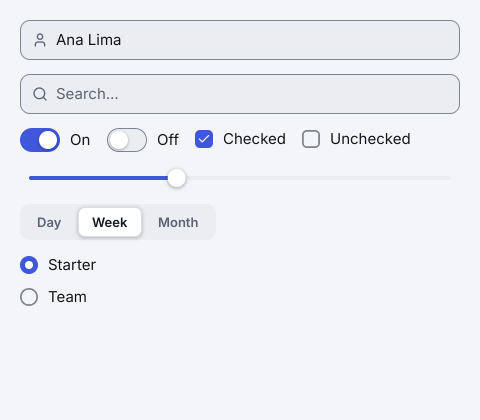 Ana Lima
Search...
On Off Checked Unchecked
Day Week Month
Starter
Team